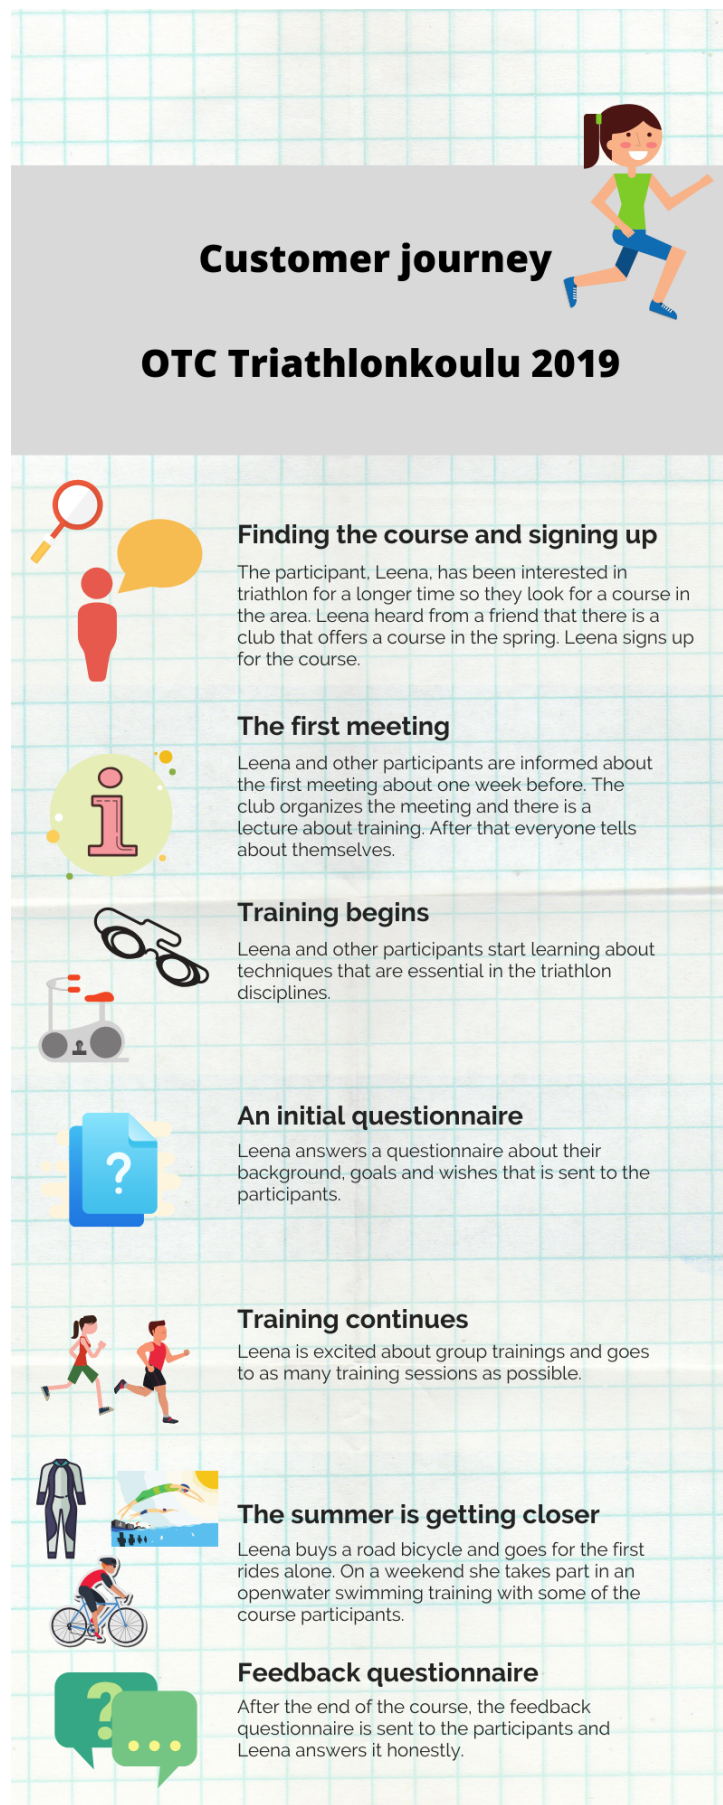 Customer journey
OTC Triathlonkoulu 2019
Finding the course and signing up
The participant, Leena, has been interested in
triathlon for a longer time so they look for a course in
the area. Leena heard from a friend that there is a
club that offers a course in the spring. Leena signs up
for the course.
The first meeting
Leena and other participants are informed about
the first meeting about one week before. The
club organizes the meeting and there is a
lecture about training. After that everyone tells
about themselves.
Training begins
Leena and other participants start learning about
techniques that are essential in the triathlon
disciplines.
An initial questionnaire
Leena answers a questionnaire about their
background, goals and wishes that is sent to the
participants.
Training continues
Leena is excited about group trainings and goes
to as many training sessions as possible.
The summer is getting closer
Leena buys a road bicycle and goes for the first
rides alone. On a weekend she takes part in an
openwater swimming training with some of the
course participants.
Feedback questionnaire
After the end of the course, the feedback
questionnaire is sent to the participants and
Leena answers it honestly.